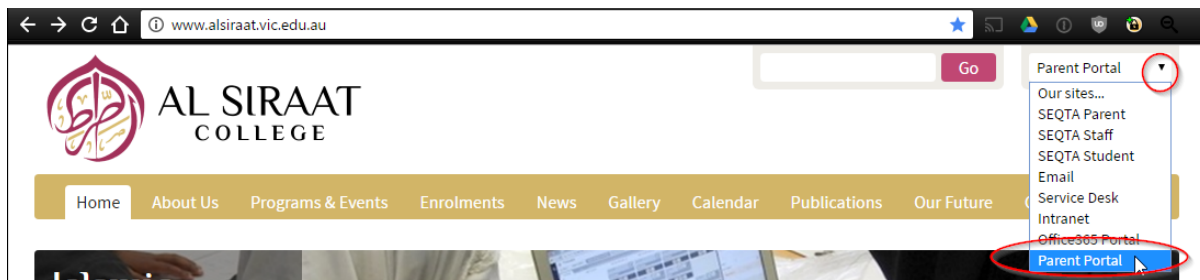 www.alsiraat.vic.edu.au
Go
Parent Portal
AL SIRAAT
COLLEGE
Our sites...
SEQTA Parent
SEQTA Staff
SEQTA Student
Email
Service Desk
Intranet
Office365 Portal
Parent Portal
Home About Us Programs & Events Enrolments News Gallery Calendar Publications Our Future